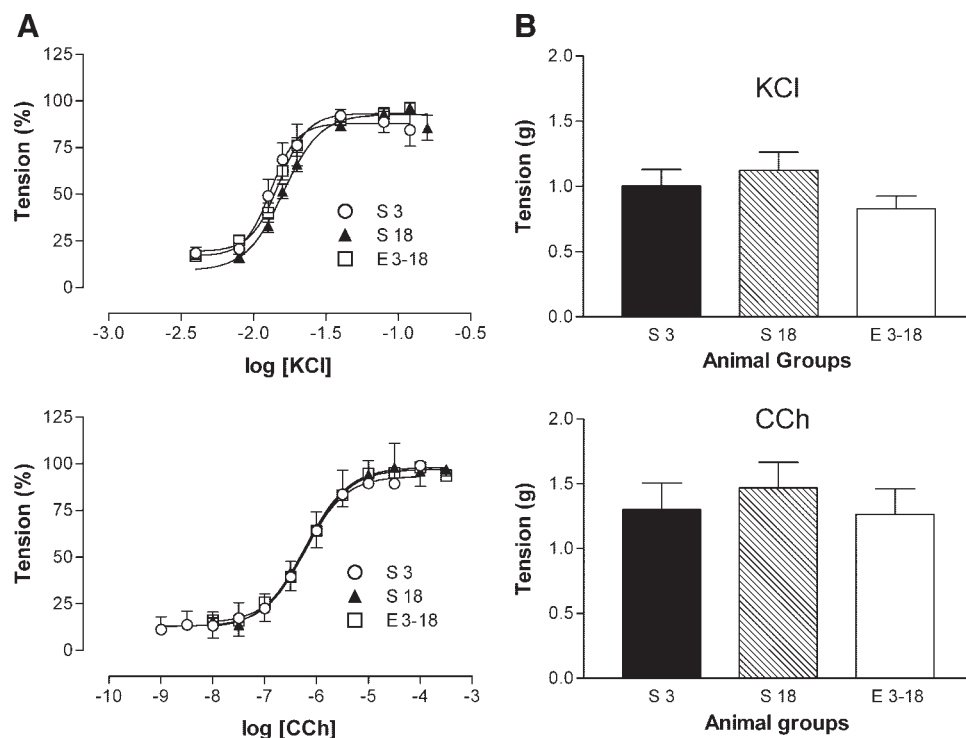 A
125
100
75
50
25
0
Tension (%)
S 3
S 18
E 3-18
-3.0 -2.5 -2.0 -1.5 -1.0 -0.5
log [KCl]
B
2.0
1.5
1.0
0.5
0.0
Tension (g)
KCl
S 3 S 18 E 3-18
Animal Groups
125
100
75
50
25
0
Tension (%)
S 3
S 18
E 3-18
-10 -9 -8 -7 -6 -5 -4 -3
log [CCh]
2.0
1.5
1.0
0.5
0.0
Tension (g)
CCh
S 3 S 18 E 3-18
Animal groups